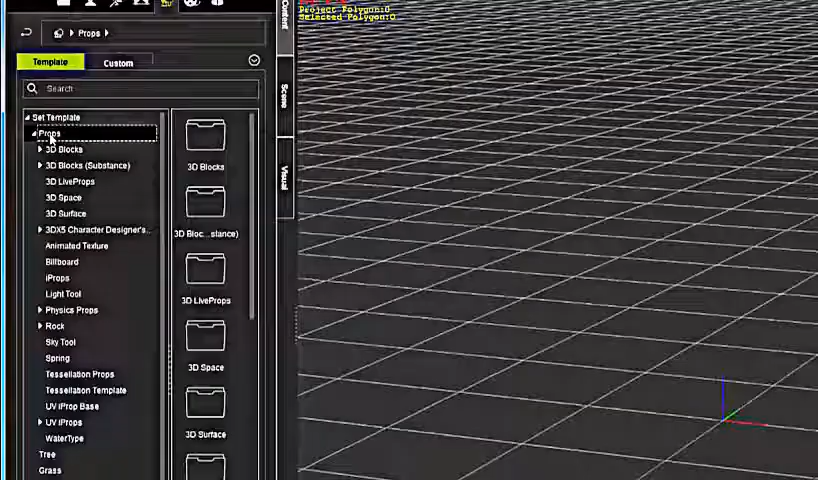 Project Polygon:0
Selected Polygon:0
Content
Props
Template
Custom
Search
Scene
Visual
Set Template
Props
3D Blocks
3D Blocks (Substance)
3D LiveProps
3D Space
3D Surface
3DX5 Character Designer's..
Animated Texture
Billboard
iProps
Light Tool
Physics Props
Rock
Sky Tool
Spring
Tessellation Props
Tessellation Template
UV iProp Base
UV iProps
WaterType
Tree
Grass
3D Blocks
3D Bloc...stance)
3D LiveProps
3D Space
3D Surface